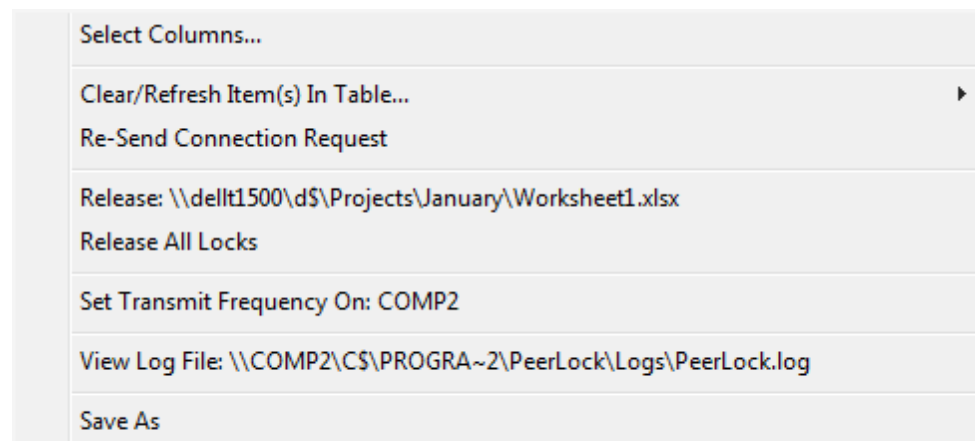 Select Columns...
Clear/Refresh Item(s) In Table...
Re-Send Connection Request
Release: \\dellt1500\d$\Projects\January\Worksheet1.xlsx
Release All Locks
Set Transmit Frequency On: COMP2
View Log File: \\COMP2\C$\PROGRA~2\PeerLock\Logs\PeerLock.log
Save As